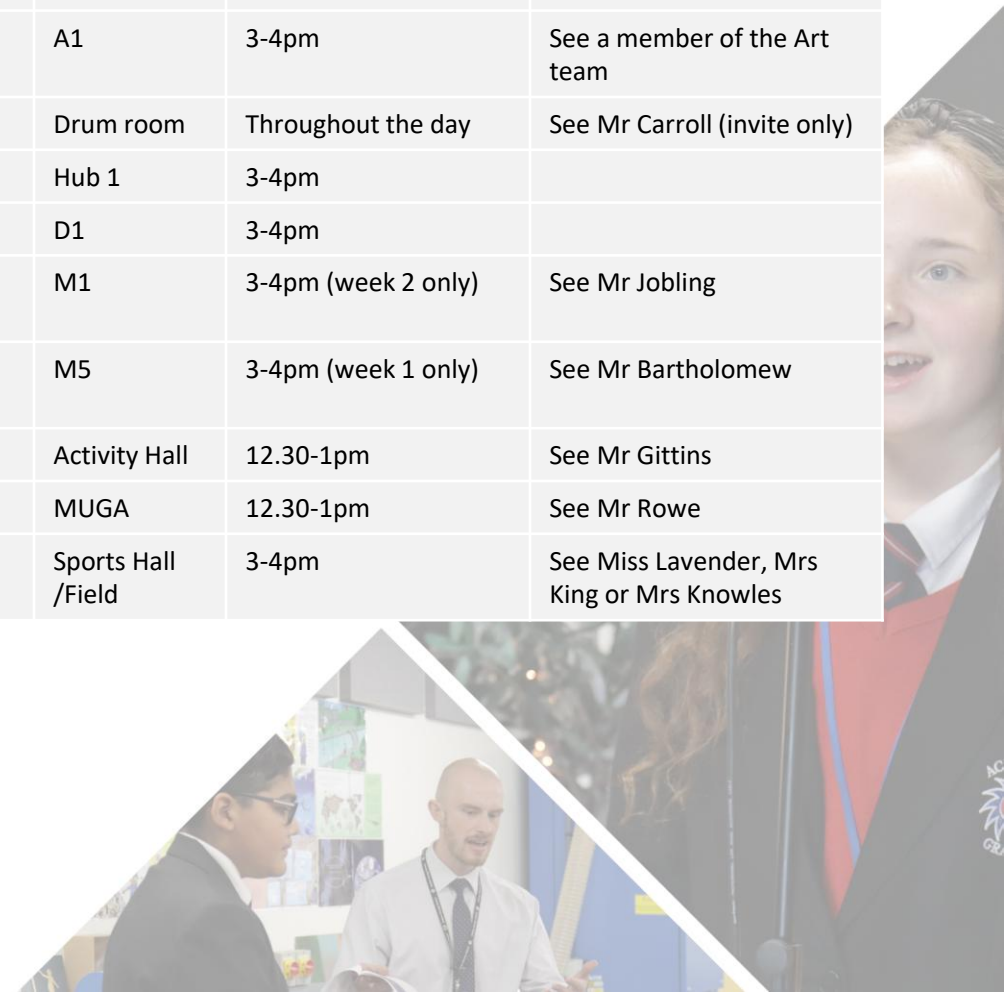 A1 3-4pm See a member of the Art
team
Drum room Throughout the day See Mr Carroll (invite only)
Hub 1 3-4pm
D1 3-4pm
M1 3-4pm (week 2 only) See Mr Jobling
M5 3-4pm (week 1 only) See Mr Bartholomew
Activity Hall 12.30-1pm See Mr Gittins
MUGA 12.30-1pm See Mr Rowe
Sports Hall 3-4pm See Miss Lavender, Mrs
/Field King or Mrs Knowles